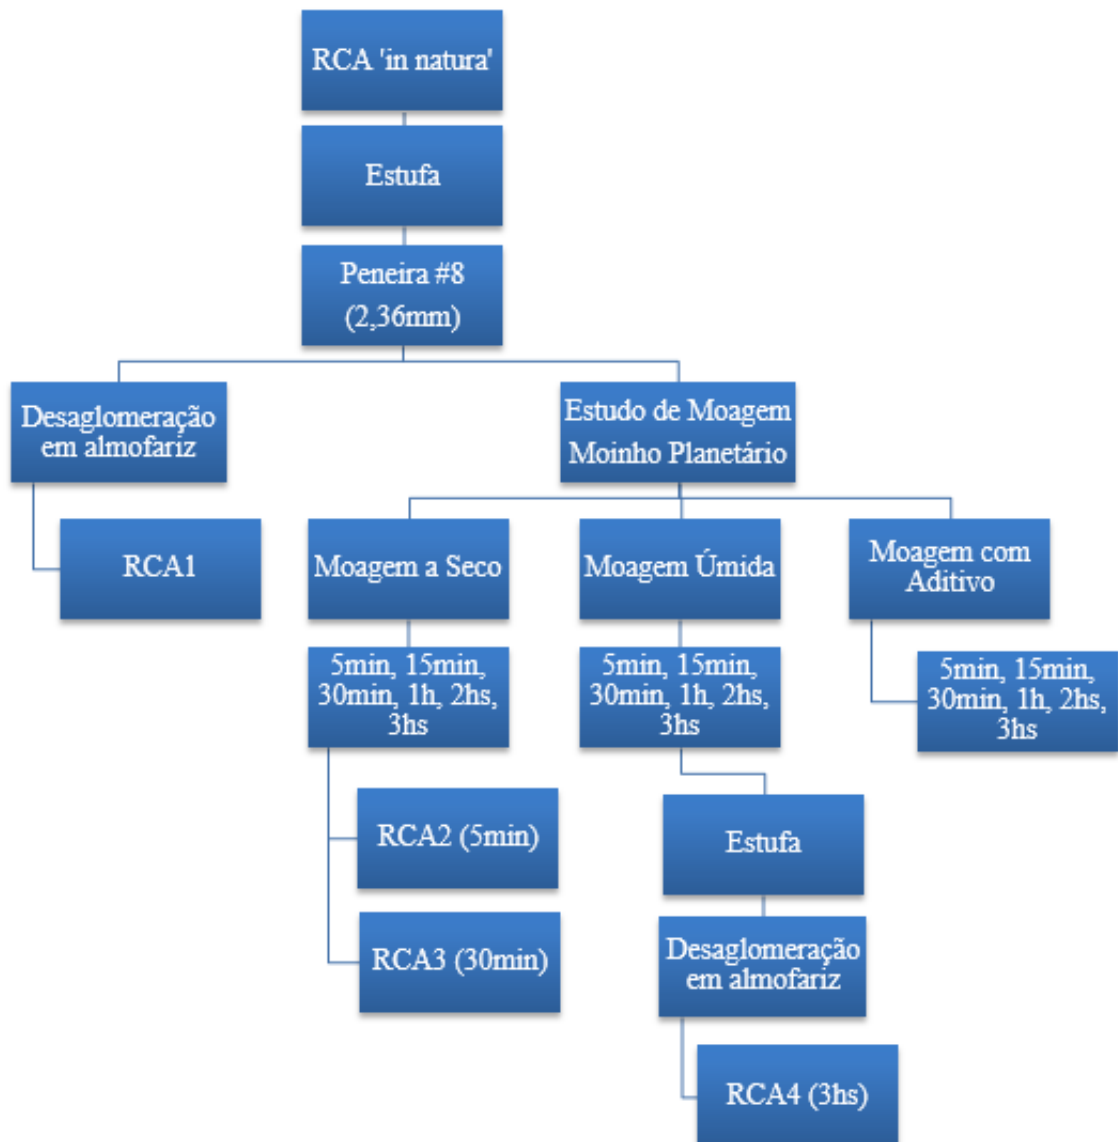 RCA 'in natura'
Estufa
Peneira #8
(2,36mm)
Desaglomeração
em almofariz
RCA1
Estudo de Moagem
Moinho Planetário
Moagem a Seco
5min, 15min,
30min, 1h, 2hs,
3hs
RCA2 (5min)
RCA3 (30min)
Moagem Úmida
5min, 15min,
30min, 1h, 2hs,
3hs
Estufa
Desaglomeração
em almofariz
RCA4 (3hs)
Moagem com
Aditivo
5min, 15min,
30min, 1h, 2hs,
3hs